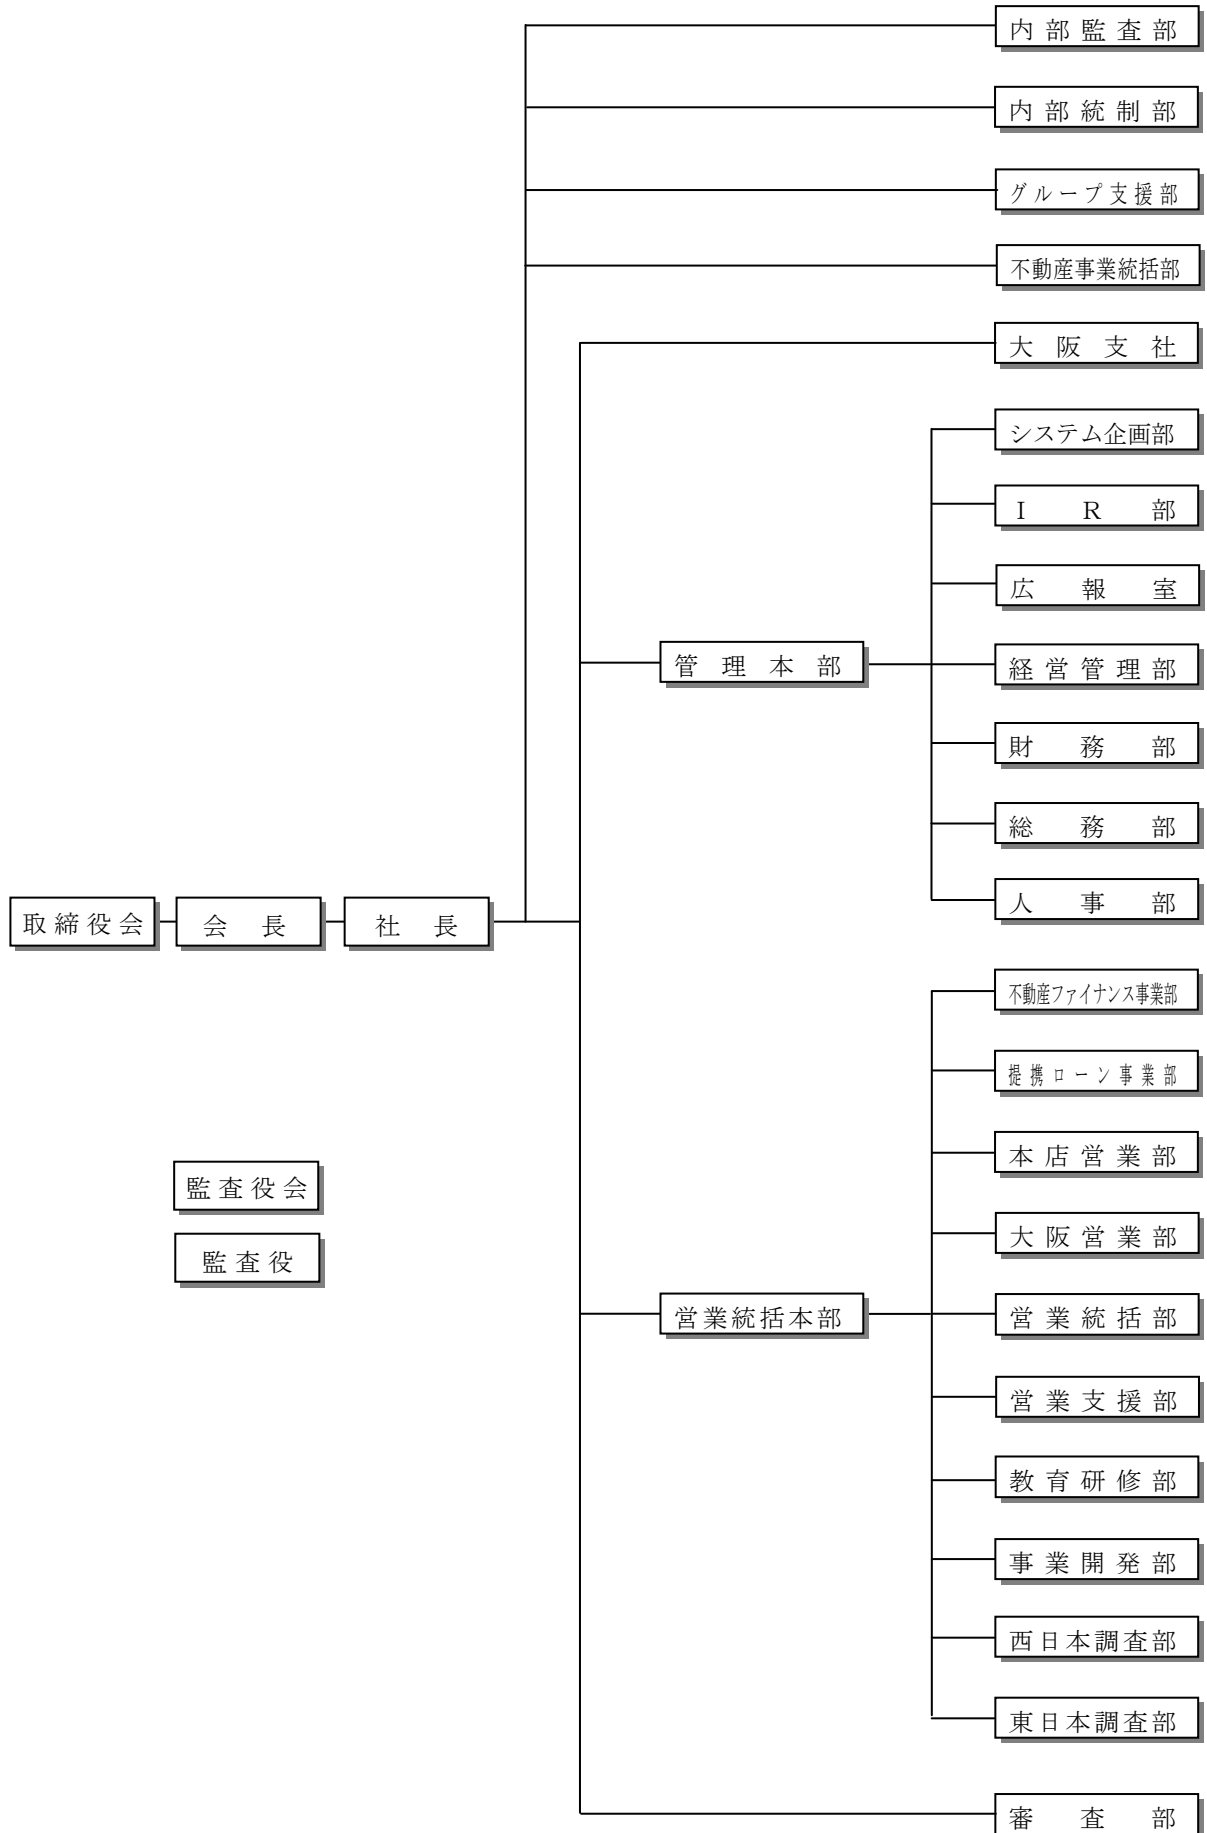 内部監査部
内部統制部
グループ支援部
不動産事業統括部
大阪支社
システム企画部
ＩＲ部
広報室
管理本部
経営管理部
財務部
総務部
人事部
取締役会
会長
社長
不動産ファイナンス事業部
提携ローン事業部
本店営業部
監査役会
大阪営業部
監査役
営業統括本部
営業統括部
営業支援部
教育研修部
事業開発部
西日本調査部
東日本調査部
審査部